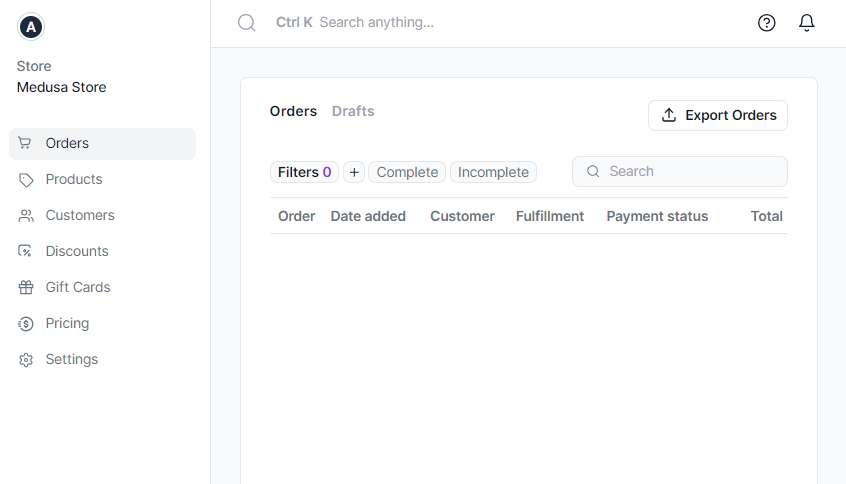 A
Ctrl K Search anything...
Store
Medusa Store
Orders
Products
Customers
Discounts
Gift Cards
Pricing
Settings
Orders Drafts
Export Orders
Filters 0 + Complete Incomplete
Search
Order Date added Customer Fulfillment Payment status Total